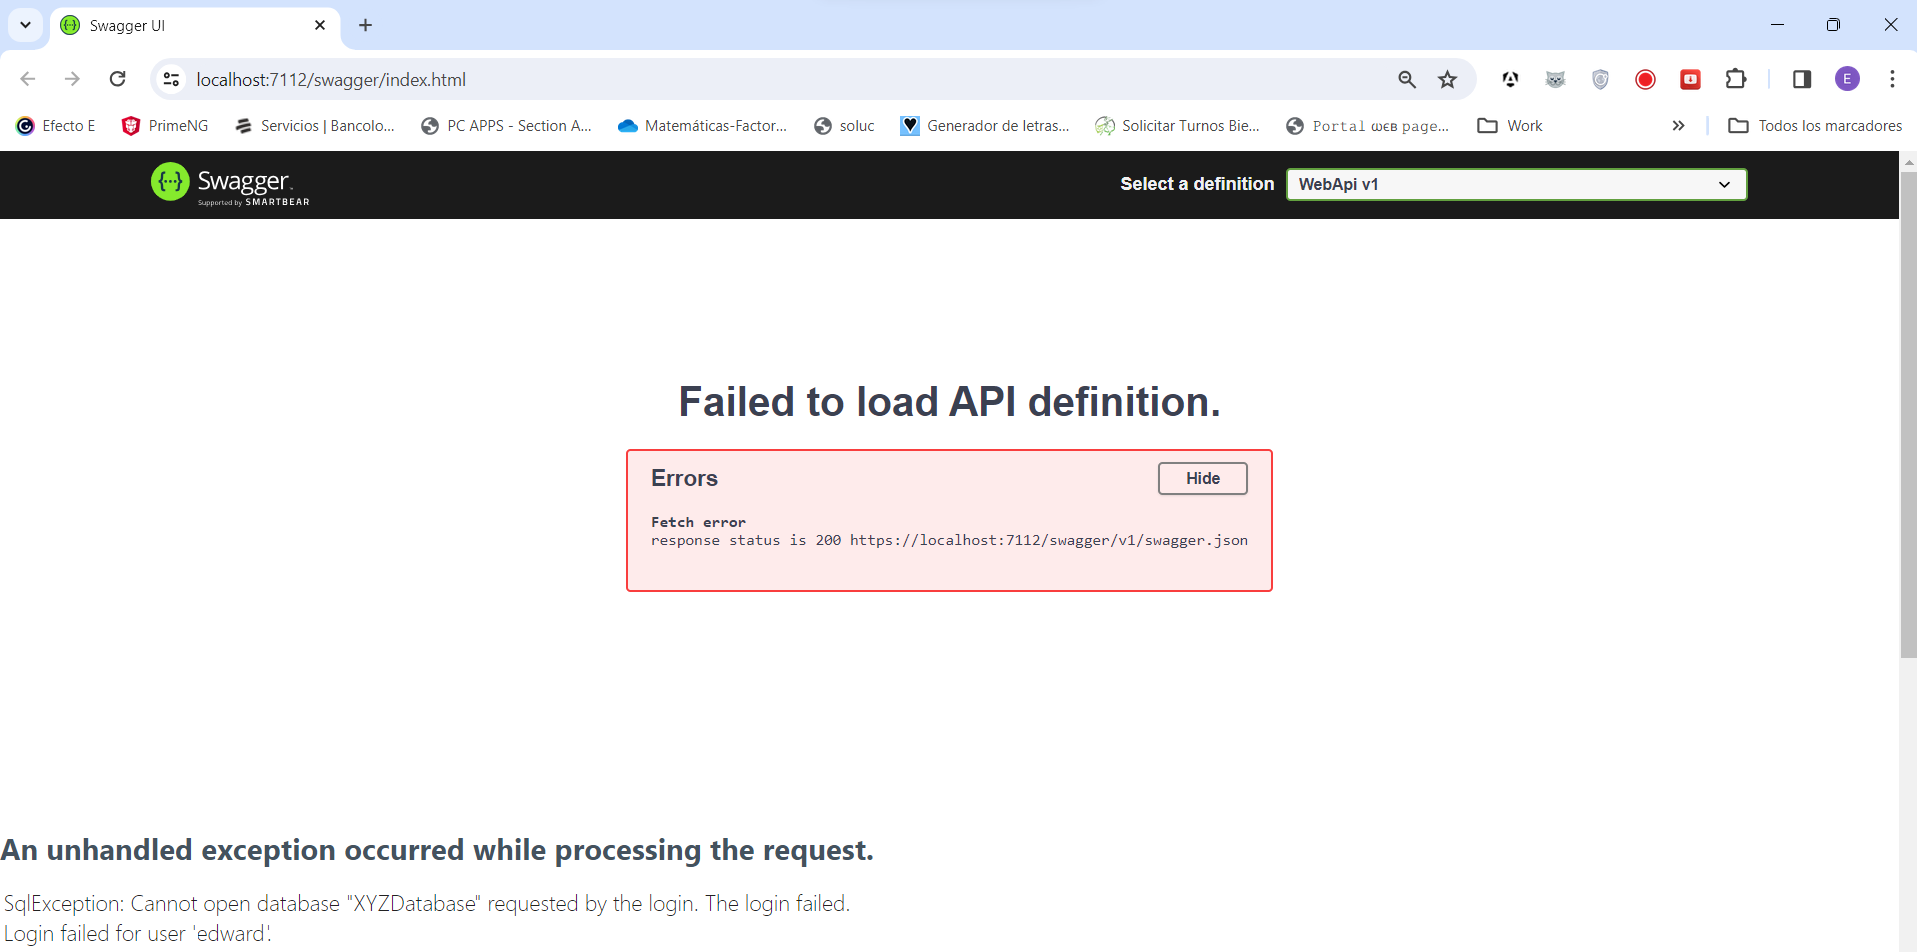 Swagger UI
localhost:7112/swagger/index.html
E
Efecto E
PrimeNG
Servicios | Bancolo...
PC APPS - Section A...
Matemáticas-Factor...
soluc
Generador de letras...
Solicitar Turnos Bie...
Portal ωєв page...
Work
Todos los marcadores
Swagger.
Supported by SMARTBEAR
Select a definition
WebApi v1
Failed to load API definition.
Errors
Hide
Fetch error
response status is 200 https://localhost:7112/swagger/v1/swagger.json
An unhandled exception occurred while processing the request.
SqlException: Cannot open database "XYZDatabase" requested by the login. The login failed.
Login failed for user 'edward'.